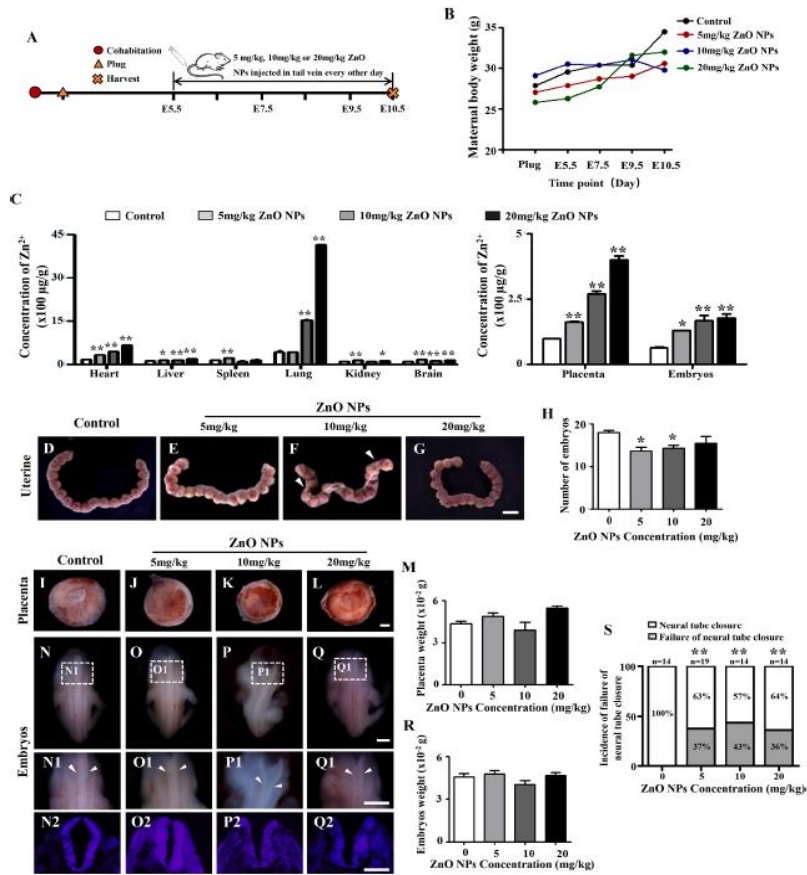 A
Cohabitation
Plug
Harvest
5 mg/kg, 10mg/kg or 20mg/kg ZnO
NPs injected in tail vein every other day
E5.5
E7.5
E9.5
E10.5
B
Maternal body weight (g)
35
30
25
20
Plug
E5.5
E7.5
E9.5
E10.5
Time point (Day)
Control
5mg/kg ZnO NPs
10mg/kg ZnO NPs
20mg/kg ZnO NPs
C
Control
5mg/kg ZnO NPs
10mg/kg ZnO NPs
20mg/kg ZnO NPs
Concentration of Zn2+
(x100 μg/g)
45
30
15
0
** ** **
* ** **
**
** **
** *
** ** **
Heart
Liver
Spleen
Lung
Kidney
Brain
Concentration of Zn2+
(x100 μg/g)
5
2.5
0
** ** **
* ** **
Placenta
Embryos
Control
ZnO NPs
5mg/kg
10mg/kg
20mg/kg
Uterine
D
E
F
G
H
Number of embryos
20
10
0
* *
0
5
10
20
ZnO NPs Concentration (mg/kg)
Control
ZnO NPs
5mg/kg
10mg/kg
20mg/kg
Placenta
I
J
K
L
Embryos
N
O
P
Q
N1
O1
P1
Q1
N1
O1
P1
Q1
N2
O2
P2
Q2
M
Placenta weight (x10-2 g)
6
3
0
0
5
10
20
ZnO NPs Concentration (mg/kg)
R
Embryos weight (x10-2 g)
9
6
3
0
0
5
10
20
ZnO NPs Concentration (mg/kg)
S
Neural tube closure
Failure of neural tube closure
Incidence of failure of
neural tube closure
100
50
0
** ** **
n=14
n=19
n=14
n=14
100%
63%
57%
64%
37%
43%
36%
0
5
10
20
ZnO NPs Concentration (mg/kg)